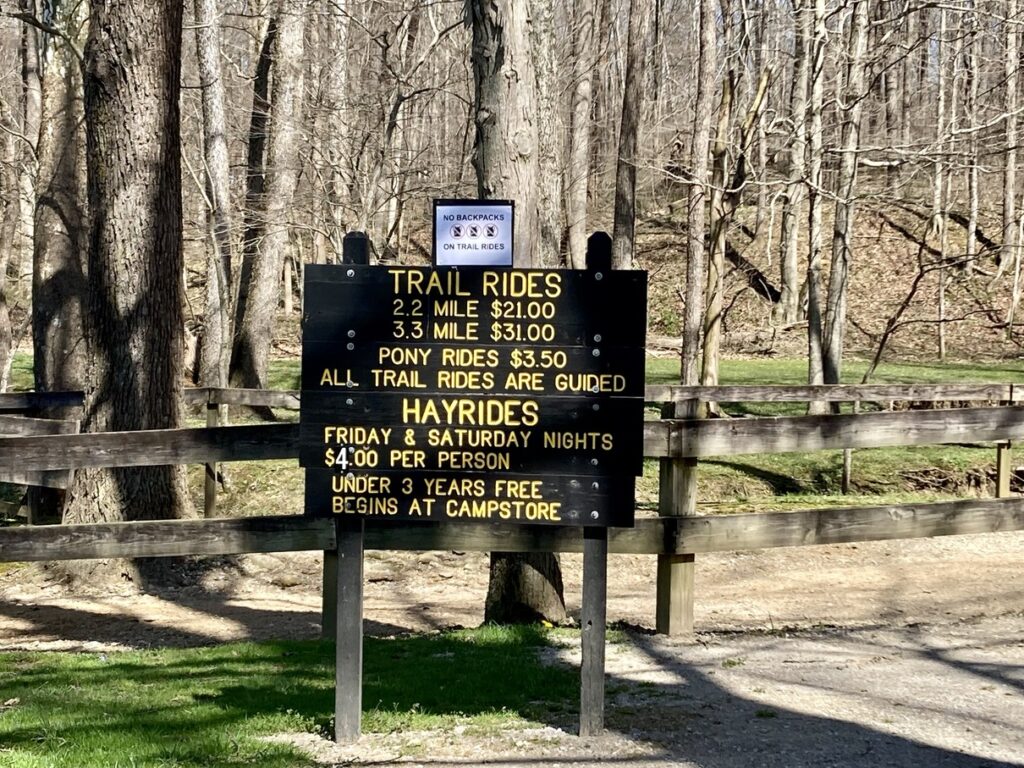 NO BACKPACKS
ON TRAIL RIDES
TRAIL RIDES
2.2 MILE $21.00
3.3 MILE $31.00
PONY RIDES $3.50
ALL TRAIL RIDES ARE GUIDED
HAYRIDES
FRIDAY & SATURDAY NIGHTS
$4.00 PER PERSON
UNDER 3 YEARS FREE
BEGINS AT CAMPSTORE